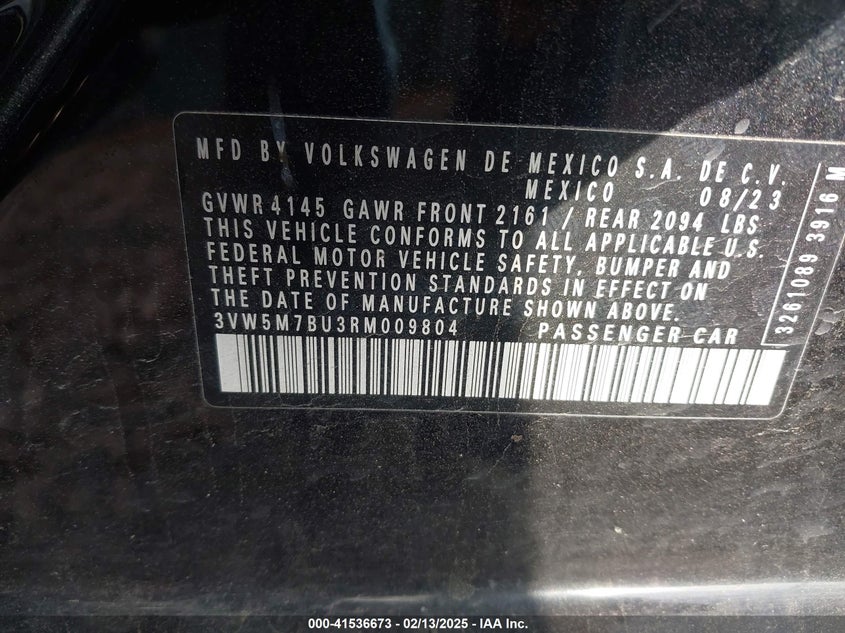 MFD BY VOLKSWAGEN DE MEXICO S.A. DE C.V.
MEXICO 08/23
GVWR 4145 GAWR FRONT 2161 / REAR 2094 LBS
THIS VEHICLE CONFORMS TO ALL APPLICABLE U.S.
FEDERAL MOTOR VEHICLE SAFETY, BUMPER AND
THEFT PREVENTION STANDARDS IN EFFECT ON
THE DATE OF MANUFACTURE SHOWN ABOVE.
3VW5M7BU3RM009804 PASSENGER CAR
3261089 3916 M
000-41536673 - 02/13/2025 - IAA Inc.